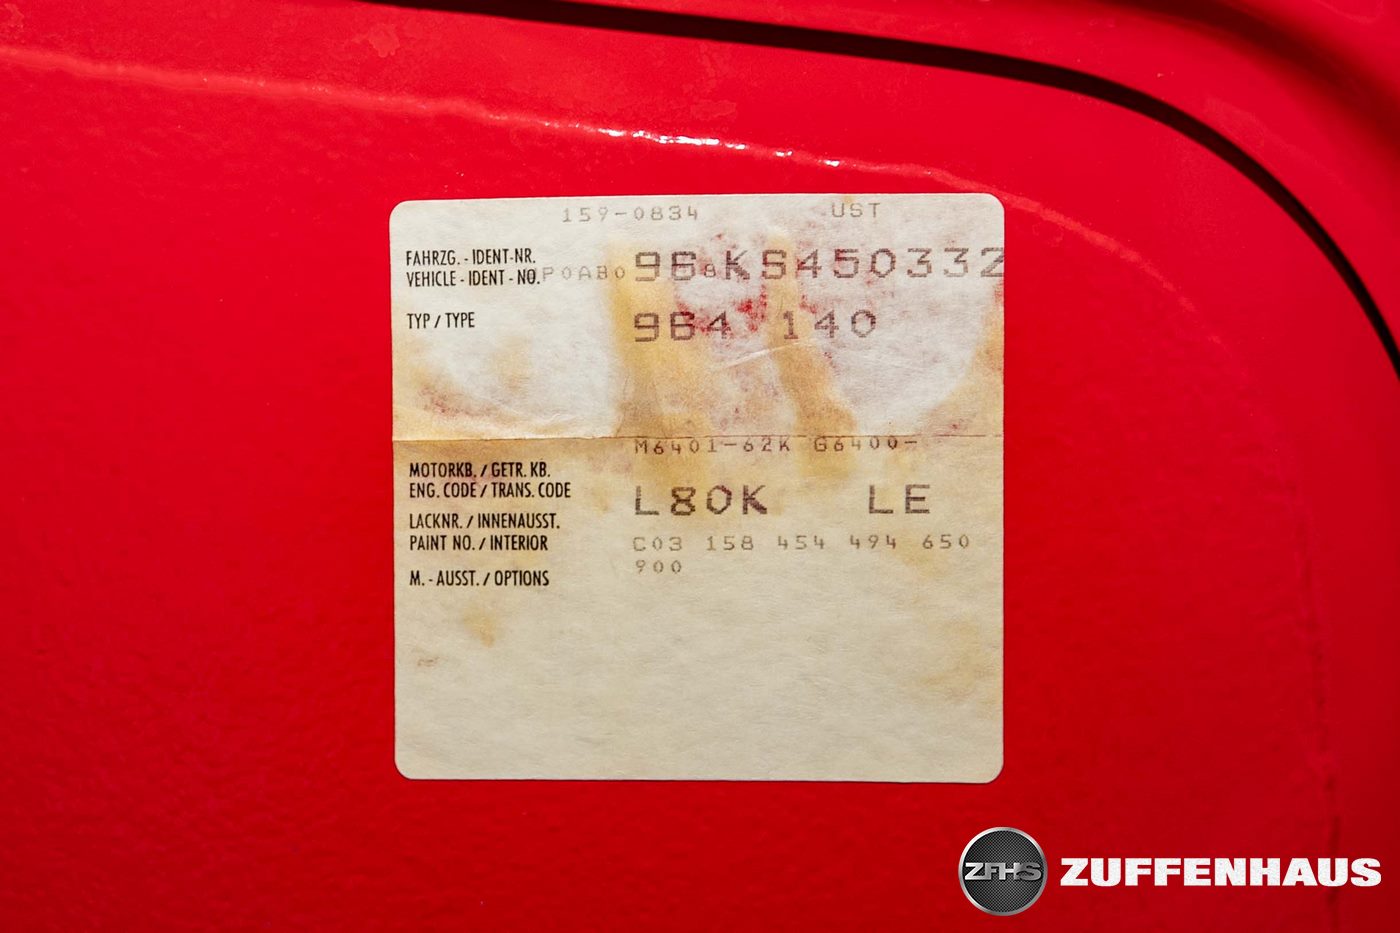 159-0834 UST
FAHRZG. - IDENT-NR.
VEHICLE - IDENT - NO. P0AB0 968KS450332
TYP / TYPE 964 140
M6401-62K G6400-
MOTORKB. / GETR. KB.
ENG. CODE / TRANS. CODE
L80K LE
LACKNR. / INNENAUSST.
PAINT NO. / INTERIOR C03 158 454 494 650
900
M. - AUSST. / OPTIONS
ZFHS ZUFFENHAUS